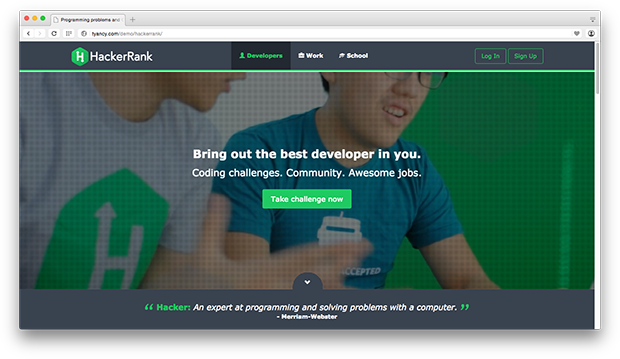 Programming problems and
tyancy.com/demo/hackerrank/
H HackerRank
Developers
Work
School
Log In
Sign Up
Bring out the best developer in you.
Coding challenges. Community. Awesome jobs.
Take challenge now
ACCEPTED
“ Hacker: An expert at programming and solving problems with a computer. ”
- Merriam-Webster